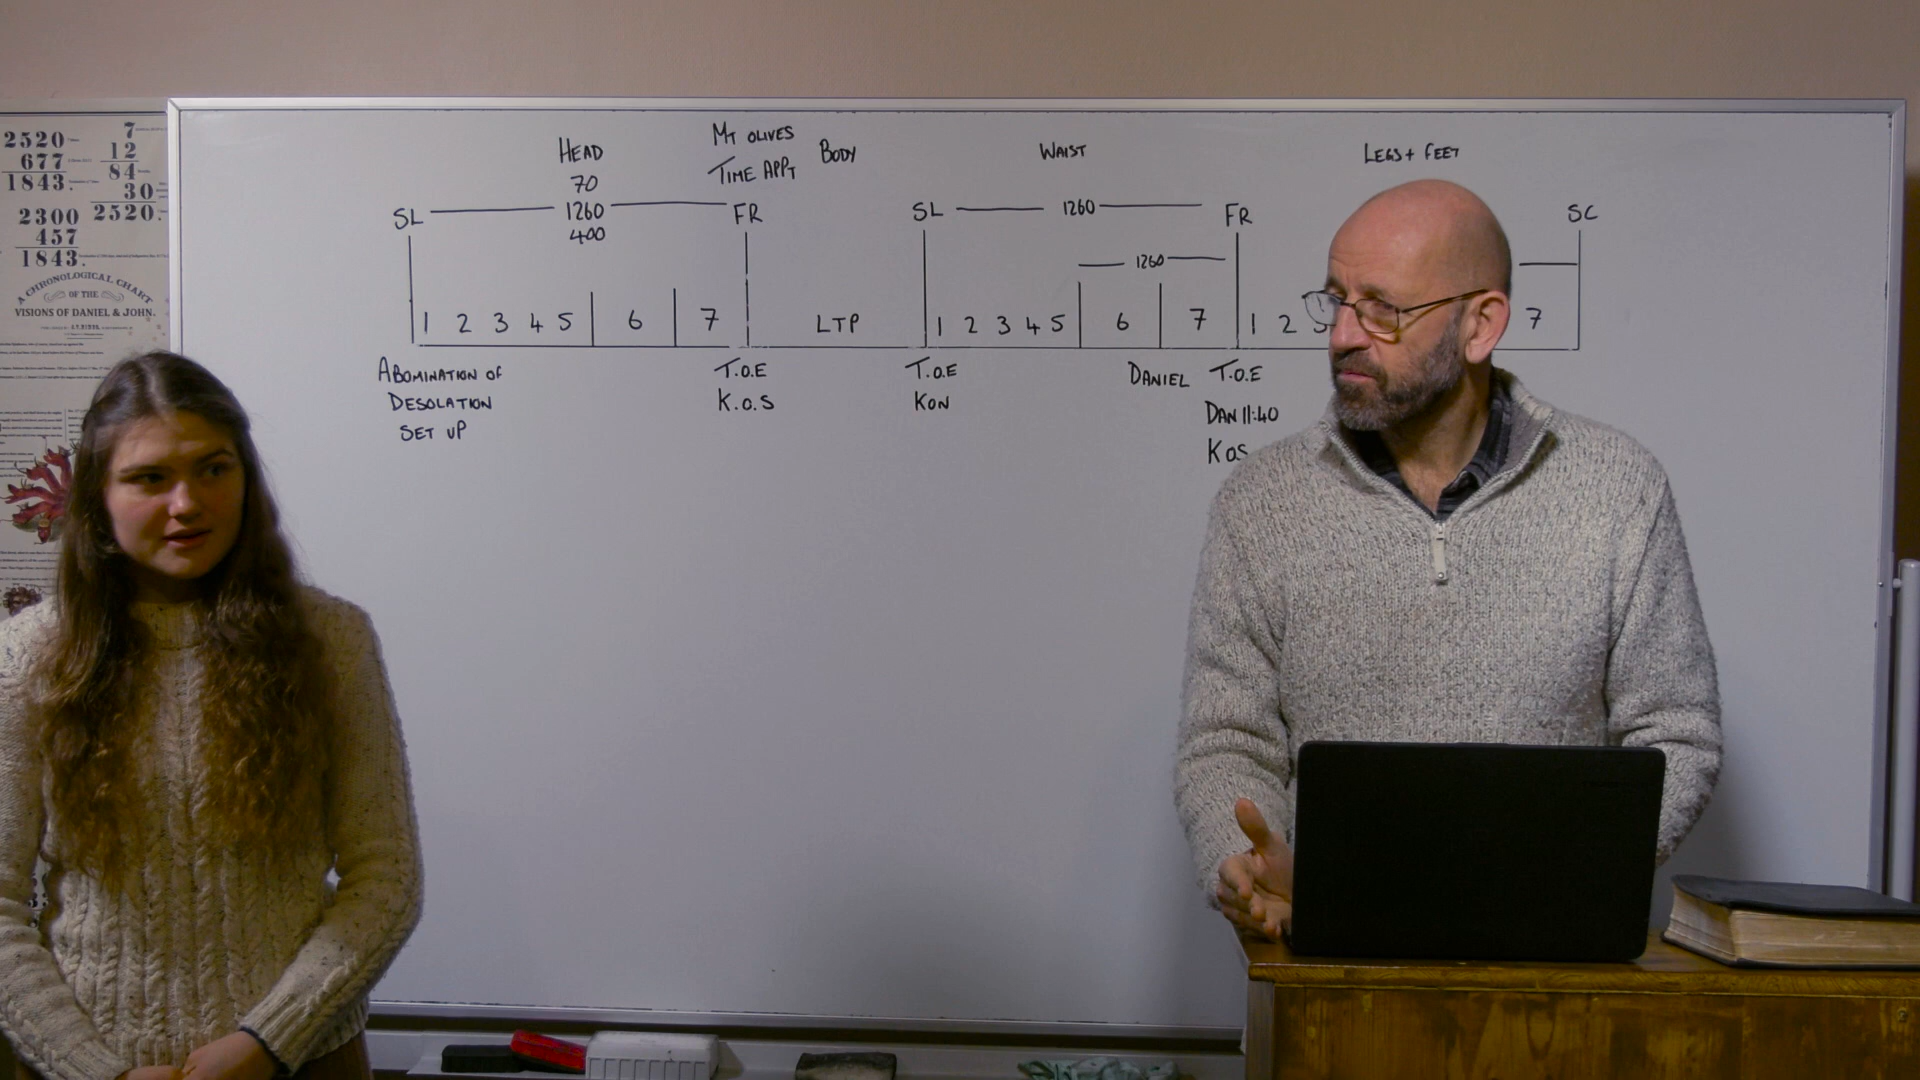 2520
677
1843.
2300
457
1843.
7
12
84
30
2520.
A CHRONOLOGICAL CHART
OF THE
VISIONS OF DANIEL & JOHN.
HEAD
70
1260
400
MT OLIVES
TIME APPT
BODY
WAIST
LEGS + FEET
SL
FR
SL
1260
FR
SC
1260
1 2 3 4 5 6 7
LTP
1 2 3 4 5 6 7
1 2 3
7
ABOMINATION OF
DESOLATION
SET UP
T.O.E
K.O.S
T.O.E
KON
DANIEL
T.O.E
DAN 11:40
KOS